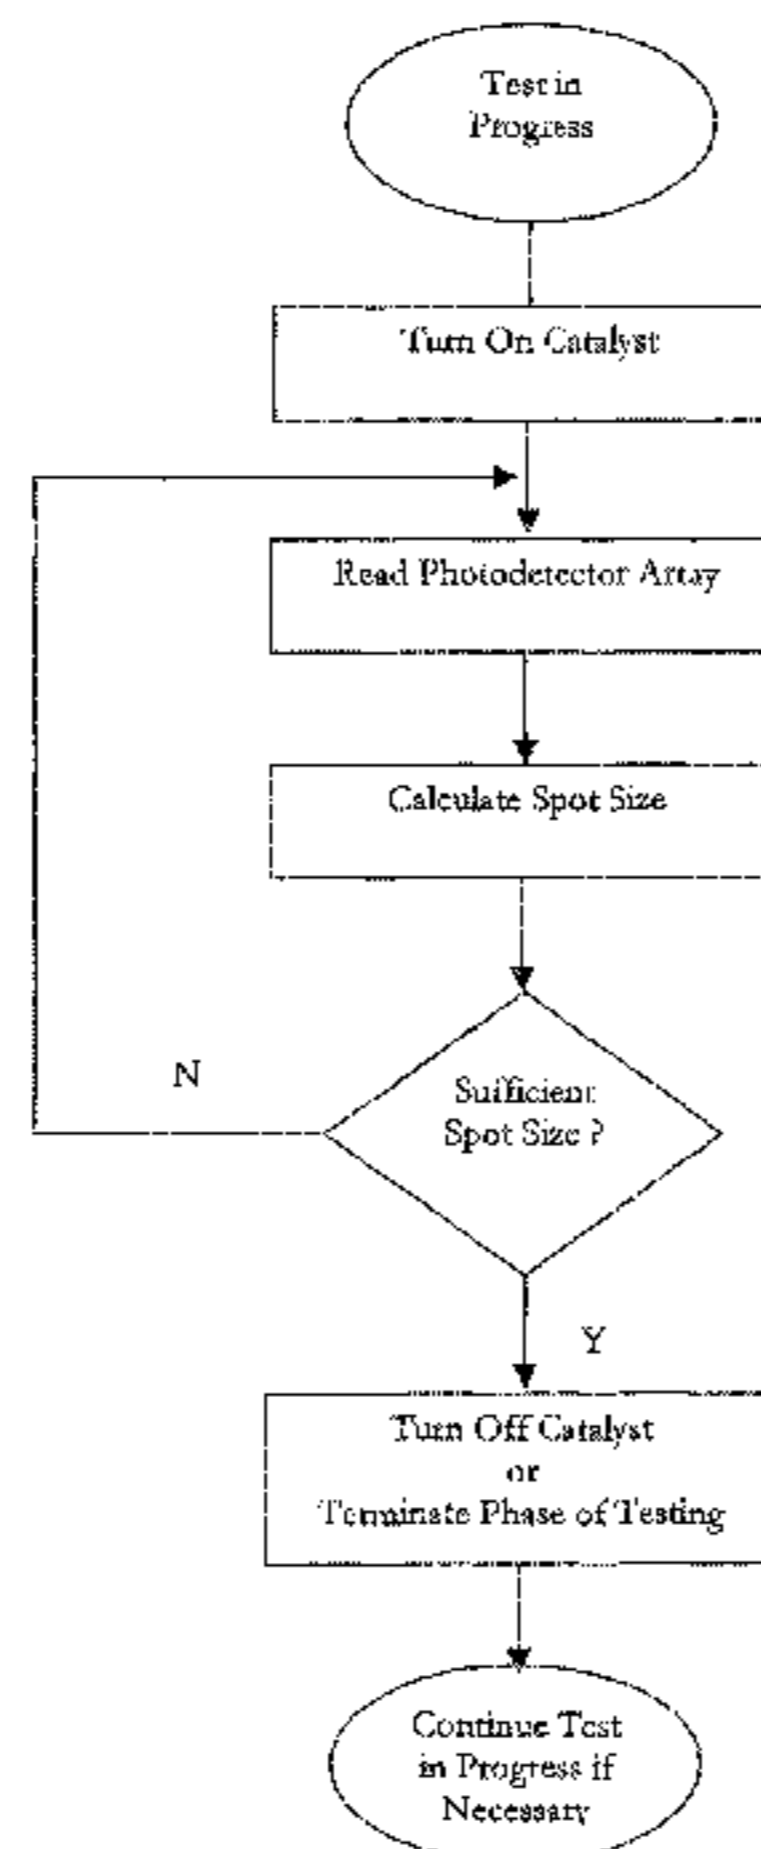 Test in
Progress
Turn On Catalyst
Read Photodetector Array
Calculate Spot Size
N
Sufficient
Spot Size ?
Y
Turn Off Catalyst
or
Terminate Phase of Testing
Continue Test
in Progress if
Necessary